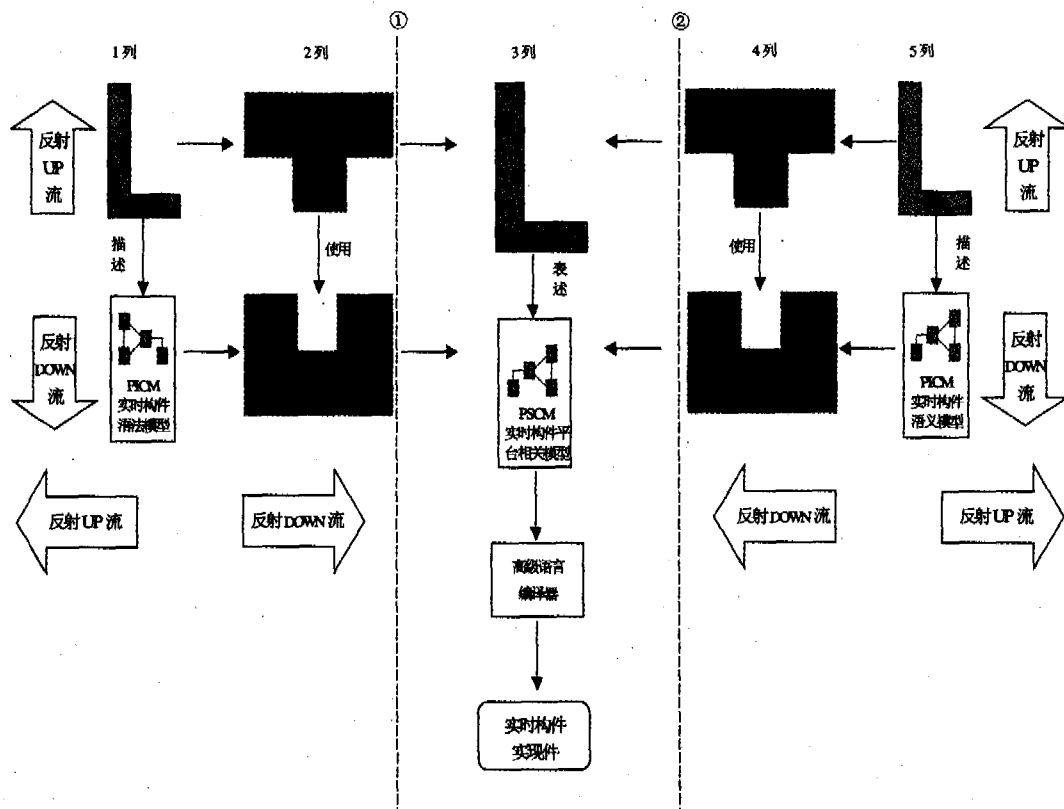 ①
②
1列
2列
3列
4列
5列
反射
UP
流
反射
UP
流
描
述
使用
表
述
使用
描
述
反射
DOWN
流
PICM
实时构件
语法模型
PSCM
实时构件平
台相关模型
PICM
实时构件
语义模型
反射
DOWN
流
反射UP流
反射DOWN流
反射DOWN流
反射UP流
高级语言
编译器
实时构件
实现件